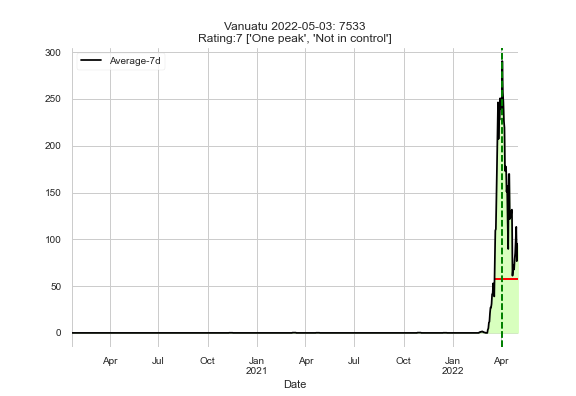 Vanuatu 2022-05-03: 7533
Rating:7 ['One peak', 'Not in control']
Average-7d
300
250
200
150
100
50
0
Apr Jul Oct Jan Apr Jul Oct Jan Apr
2021 2022
Date